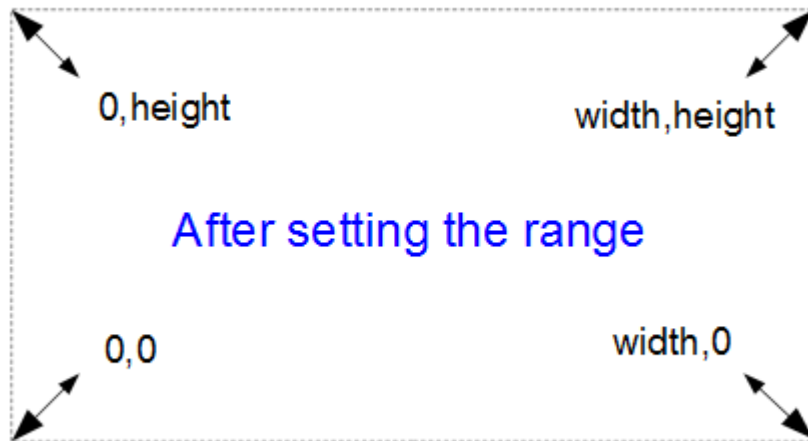 0,height
width,height
After setting the range
0,0
width,0